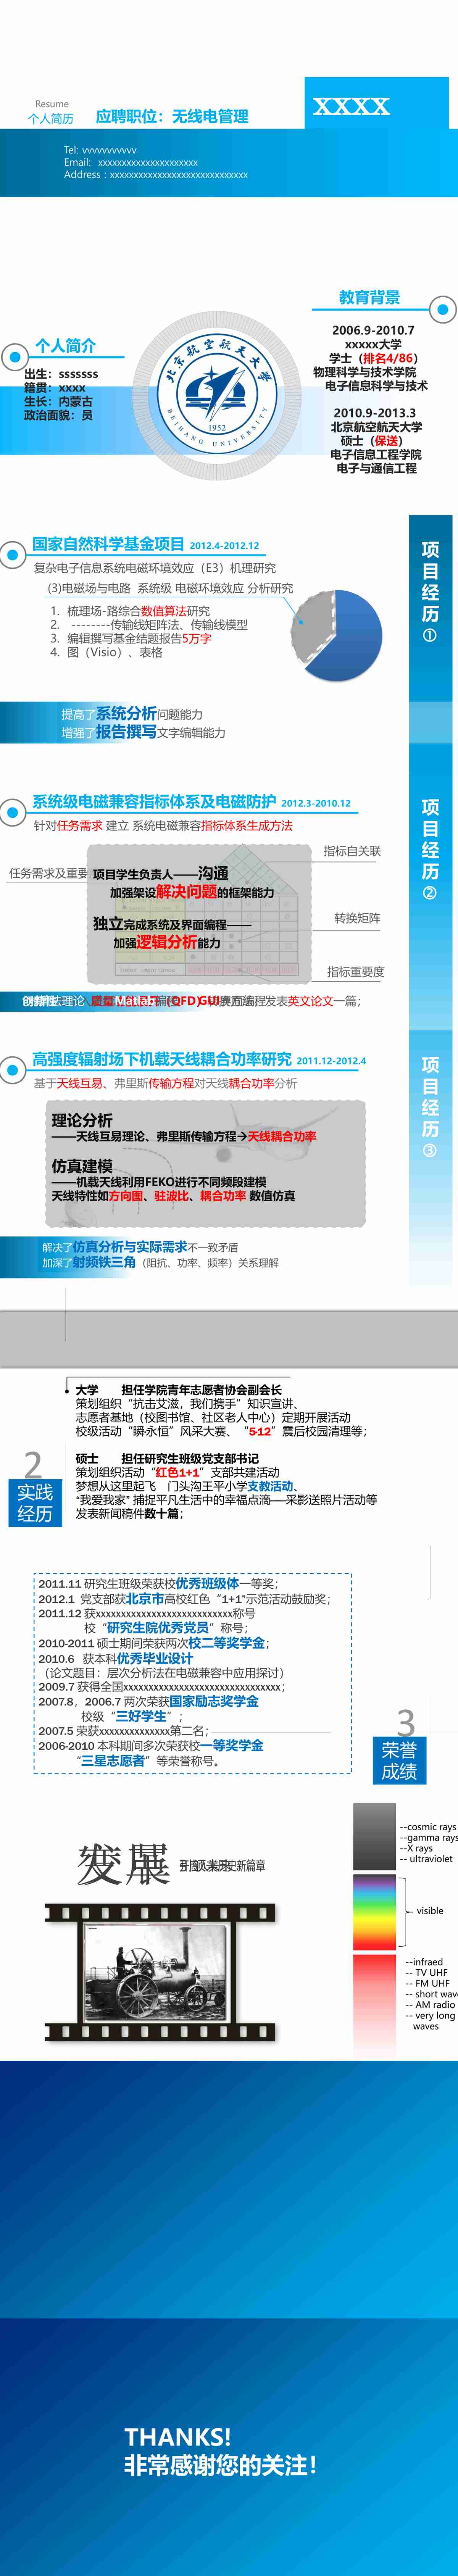 Resume
个人简历
应聘职位：无线电管理
XXXX
Tel: vvvvvvvvvvv
Email: xxxxxxxxxxxxxxxxxxxxx
Address : xxxxxxxxxxxxxxxxxxxxxxxxxxxxx
教育背景
2006.9-2010.7
xxxxx大学
学士（排名4/86）
物理科学与技术学院
电子信息科学与技术
2010.9-2013.3
北京航空航天大学
硕士（保送）
电子信息工程学院
电子与通信工程
个人简介
出生：sssssss
籍贯：xxxx
生长：内蒙古
政治面貌：员
北京航空航天大学
1952
BEIHANG UNIVERSITY
项目经历①
国家自然科学基金项目 2012.4-2012.12
复杂电子信息系统电磁环境效应（E3）机理研究
(3)电磁场与电路 系统级 电磁环境效应 分析研究
1. 梳理场-路综合数值算法研究
2. --------传输线矩阵法、传输线模型
3. 编辑撰写基金结题报告5万字
4. 图（Visio）、表格
提高了系统分析问题能力
增强了报告撰写文字编辑能力
项目经历②
系统级电磁兼容指标体系及电磁防护 2012.3-2010.12
针对任务需求 建立 系统电磁兼容指标体系生成方法
指标自关联
任务需求及重要
项目学生负责人——沟通
加强架设解决问题的框架能力
转换矩阵
独立完成系统及界面编程——
加强逻辑分析能力
指标重要度
发表英文论文一篇；
项目经历③
高强度辐射场下机载天线耦合功率研究 2011.12-2012.4
基于天线互易、弗里斯传输方程对天线耦合功率分析
理论分析
——天线互易理论、弗里斯传输方程→天线耦合功率
仿真建模
——机载天线利用FEKO进行不同频段建模
天线特性如方向图、驻波比、耦合功率 数值仿真
解决了仿真分析与实际需求不一致矛盾
加深了射频铁三角（阻抗、功率、频率）关系理解
大学 担任学院青年志愿者协会副会长
策划组织“抗击艾滋，我们携手”知识宣讲、
志愿者基地（校图书馆、社区老人中心）定期开展活动
校级活动“瞬·永恒”风采大赛、“5·12”震后校园清理等；
2
实践
经历
硕士 担任研究生班级党支部书记
策划组织活动“红色1+1”支部共建活动
梦想从这里起飞 门头沟王平小学支教活动、
“我爱我家” 捕捉平凡生活中的幸福点滴——采影送照片活动等
发表新闻稿件数十篇；
2011.11 研究生班级荣获校优秀班级体一等奖；
2012.1 党支部获北京市高校红色“1+1”示范活动鼓励奖；
2011.12 获xxxxxxxxxxxxxxxxxxxxxxxxxx称号
校“研究生院优秀党员”称号；
2010-2011 硕士期间荣获两次校二等奖学金；
2010.6 获本科优秀毕业设计
（论文题目：层次分析法在电磁兼容中应用探讨）
2009.7 获得全国xxxxxxxxxxxxxxxxxxxxxxxxxxxxxx；
2007.8，2006.7 两次荣获国家励志奖学金
校级“三好学生”；
2007.5 荣获xxxxxxxxxxxxx第二名；
2006-2010 本科期间多次荣获校一等奖学金
“三星志愿者”等荣誉称号。
3
荣誉
成绩
--cosmic rays
--gamma rays
--X rays
-- ultraviolet
visible
--infraed
-- TV UHF
-- FM UHF
-- short wave
-- AM radio
-- very long
waves
THANKS!
非常感谢您的关注！